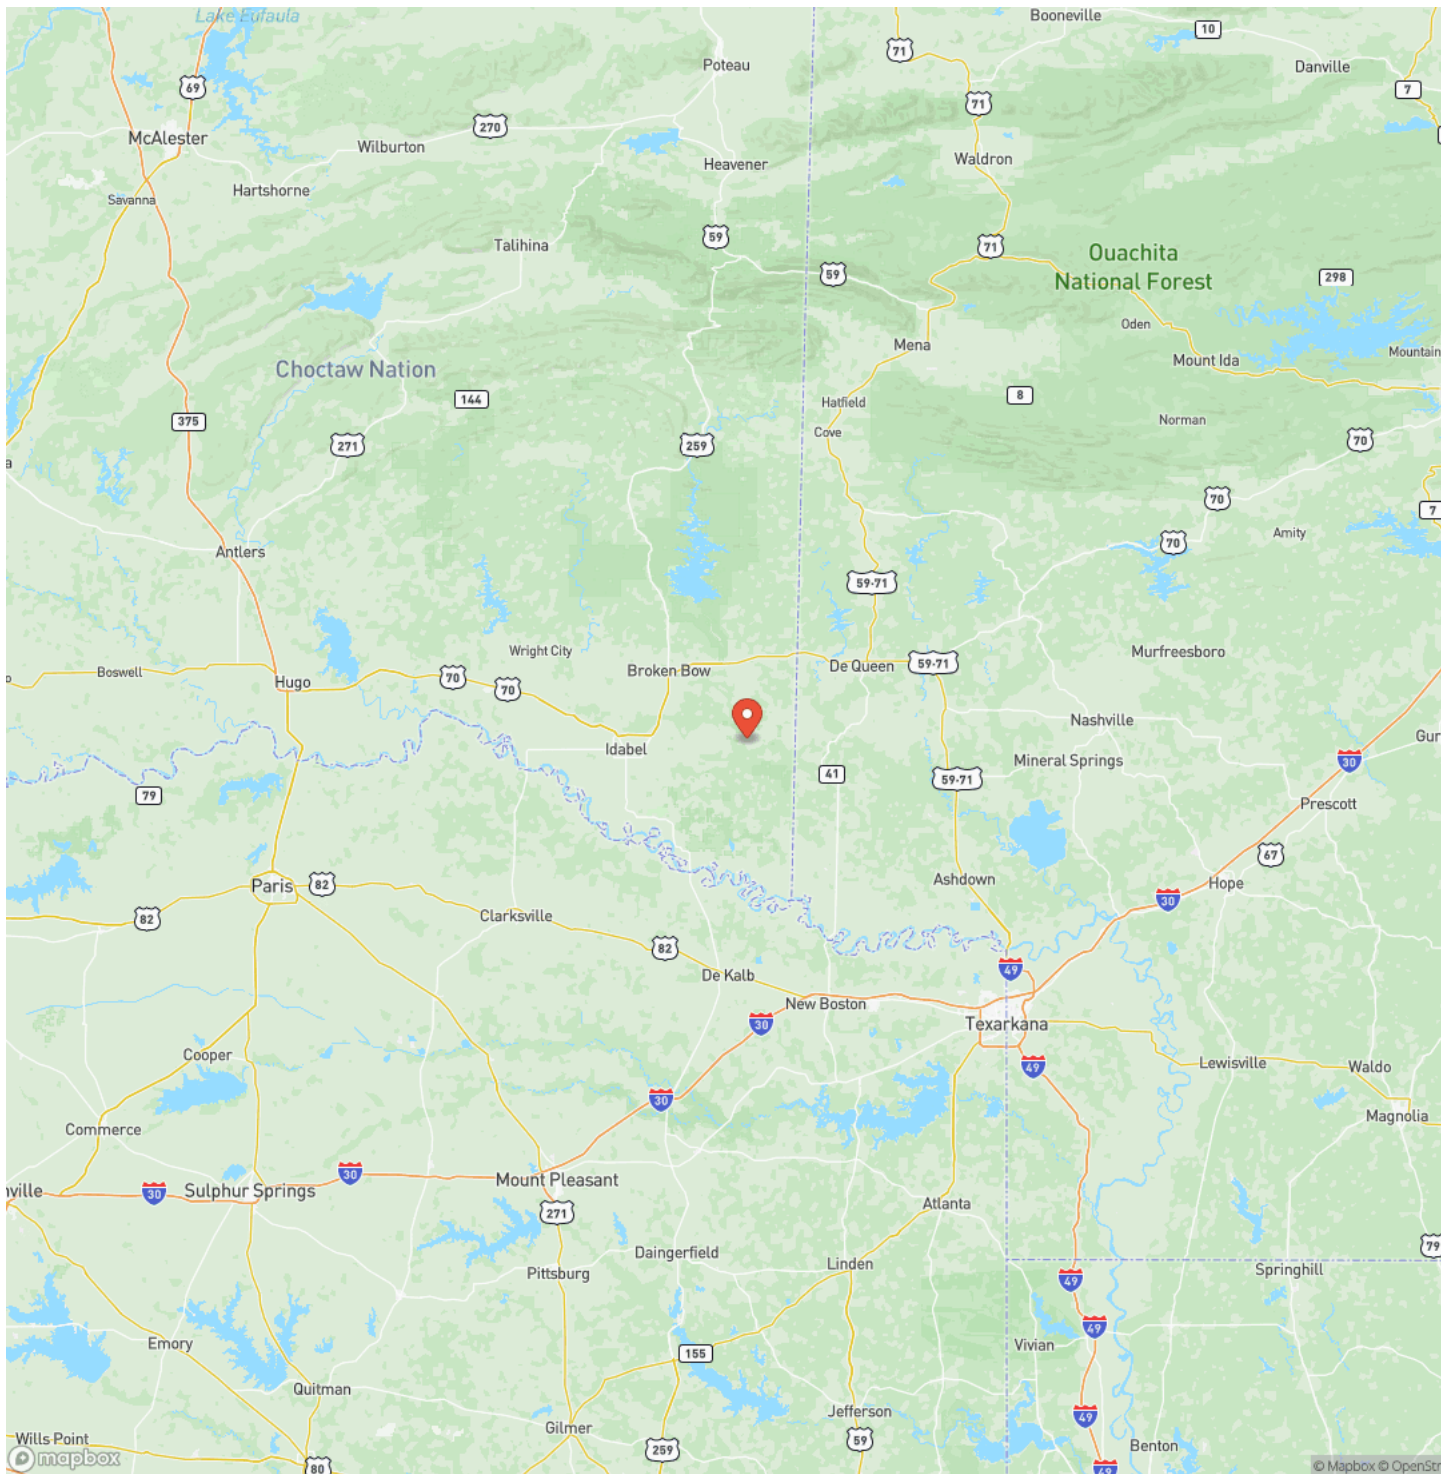 Lake Eufaula
Booneville
10
71
Poteau
Danville
69
7
71
270
McAlester
Wilburton
Waldron
Heavener
Hartshorne
Savanna
59
Talihina
71
Ouachita
National Forest
59
298
Oden
Mena
Mountain
Mount Ida
Choctaw Nation
144
8
Hatfield
375
Norman
Cove
70
271
259
a
70
7
Amity
70
Antlers
59-71
Wright City
Murfreesboro
Broken Bow
De Queen
59-71
Boswell
70
Hugo
70
Nashville
Gur
Idabel
Mineral Springs
30
41
59-71
79
Prescott
67
Paris
82
Ashdown
Hope
30
Clarksville
82
82
49
De Kalb
New Boston
30
Texarkana
Cooper
Lewisville
49
Waldo
30
Magnolia
Commerce
30
Mount Pleasant
nville
30
Sulphur Springs
Atlanta
271
79
Daingerfield
Linden
Pittsburg
Springhill
49
49
Emory
Vivian
155
Quitman
Jefferson
49
Gilmer
Wills Point
59
259
Benton
mapbox
80
49
© Mapbox © OpenStr